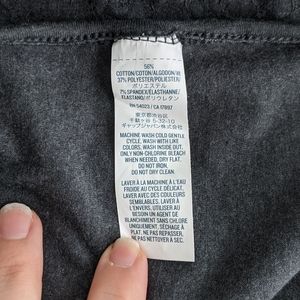 56%
COTTON/COTON/ALGODON/綿
37% POLYESTER/POLIÉSTER/
ポリエステル
7% SPANDEX/ÉLASTHANNE/
ELASTANO/ポリウレタン
RN 54023 / CA 17897
東京都渋谷区
千駄ヶ谷 5-32-10
ギャップジャパン(株)
MACHINE WASH COLD GENTLE
CYCLE, WASH WITH LIKE
COLORS, WASH INSIDE OUT,
ONLY NON-CHLORINE BLEACH
WHEN NEEDED, DRY FLAT,
DO NOT IRON,
DO NOT DRY CLEAN
LAVER À LA MACHINE À L'EAU
FROIDE AU CYCLE DÉLICAT,
AVEC DES COULEURS
SEMBLABLES, LAVER À
L'ENVERS, UTILISER AU
BESOIN UN AGENT DE
BLANCHIMENT SANS CHLORE
UNIQUEMENT, SÉCHAGE À
PLAT, NE PAS REPASSER,
NE PAS NETTOYER À SEC